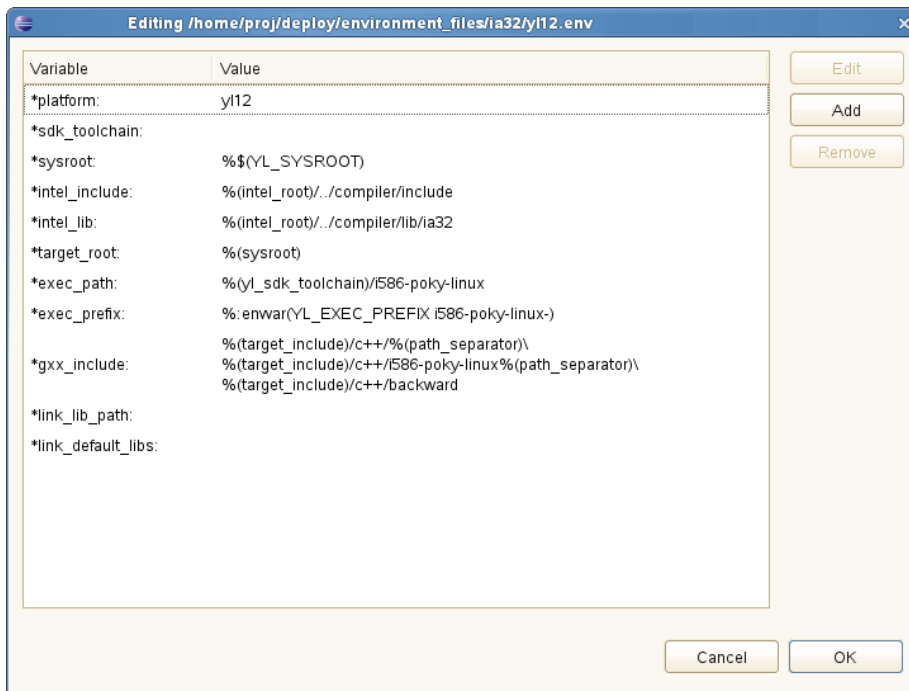 Editing /home/proj/deploy/environment_files/ia32/yl12.env
Variable Value
Edit
*platform: yl12
Add
*sdk_toolchain:
Remove
*sysroot: %$(YL_SYSROOT)
*intel_include: %(intel_root)/../compiler/include
*intel_lib: %(intel_root)/../compiler/lib/ia32
*target_root: %(sysroot)
*exec_path: %(yl_sdk_toolchain)/i586-poky-linux
*exec_prefix: %:enwar(YL_EXEC_PREFIX i586-poky-linux-)
*gxx_include: %(target_include)/c++/%(path_separator)\
%(target_include)/c++/i586-poky-linux%(path_separator)\
%(target_include)/c++/backward
*link_lib_path:
*link_default_libs:
Cancel OK